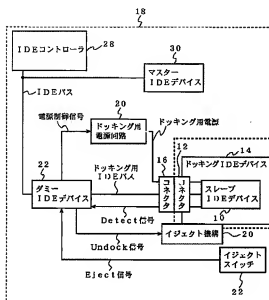 18
IDEコントローラ
28
30
マスター
IDEデバイス
IDEバス
電源制御信号
20
ドッキング用電源
ドッキング用
電源回路
12
14
16
ドッキングIDEデバイス
22
ドッキング用
IDEバス
ダミー
IDEデバイス
コネクタ
コネクタ
スレーブ
IDEデバイス
10
Detect信号
イジェクト機構
20
Undock信号
イジェクト
スイッチ
Eject信号
22